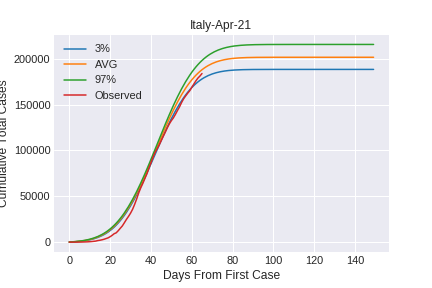 Italy-Apr-21
3%
AVG
97%
Observed
Cumulative Total Cases
200000
150000
100000
50000
0
0 20 40 60 80 100 120 140
Days From First Case